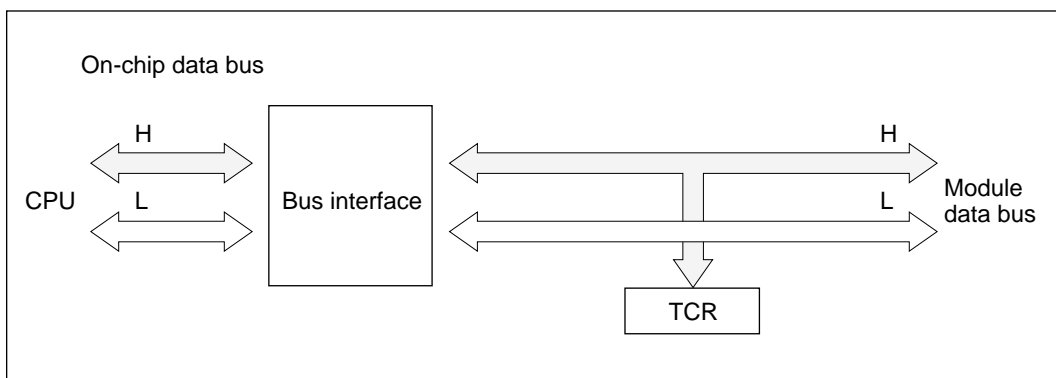 On-chip data bus
H
H
CPU
L
Bus interface
L
Module
data bus
TCR